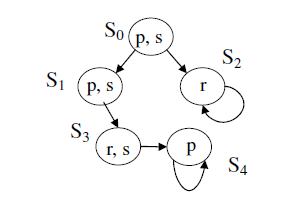 S0 p, s
S2
S1 p, s r
S3
r, s p
S4